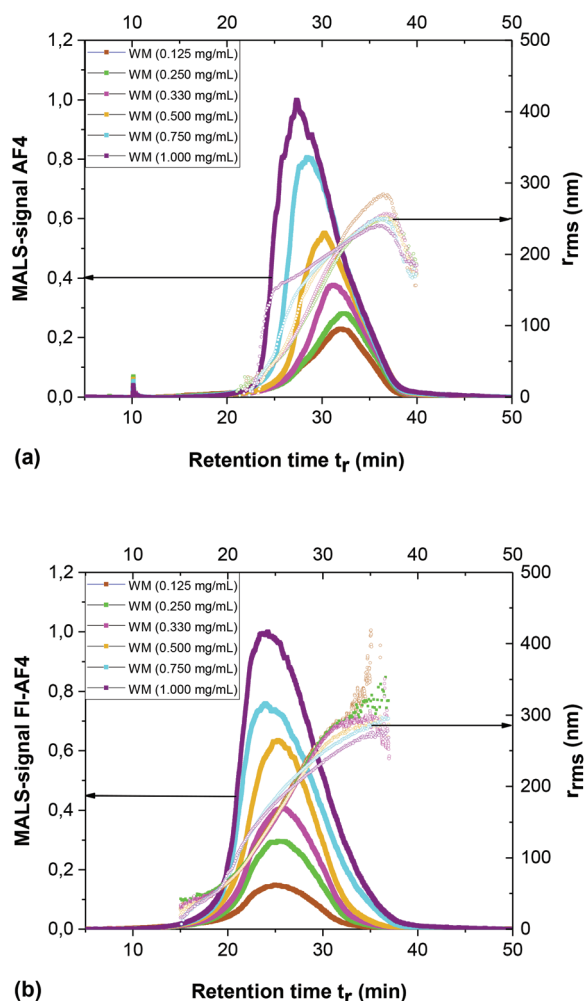 10 20 30 40 50
1,2
1,0
0,8
0,6
0,4
0,2
0,0
MALS-signal AF4
WM (0.125 mg/mL)
WM (0.250 mg/mL)
WM (0.330 mg/mL)
WM (0.500 mg/mL)
WM (0.750 mg/mL)
WM (1.000 mg/mL)
500
400
300
200
100
0
rrms (nm)
10 20 30 40 50
(a)
Retention time tr (min)
10 20 30 40 50
1,2
1,0
0,8
0,6
0,4
0,2
0,0
MALS-signal FI-AF4
WM (0.125 mg/mL)
WM (0.250 mg/mL)
WM (0.330 mg/mL)
WM (0.500 mg/mL)
WM (0.750 mg/mL)
WM (1.000 mg/mL)
500
400
300
200
100
0
rrms (nm)
10 20 30 40 50
(b)
Retention time tr (min)